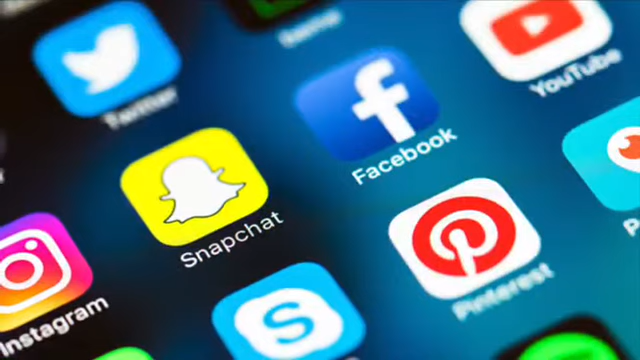 Twitter
YouTube
Facebook
Snapchat
Pinterest
Instagram